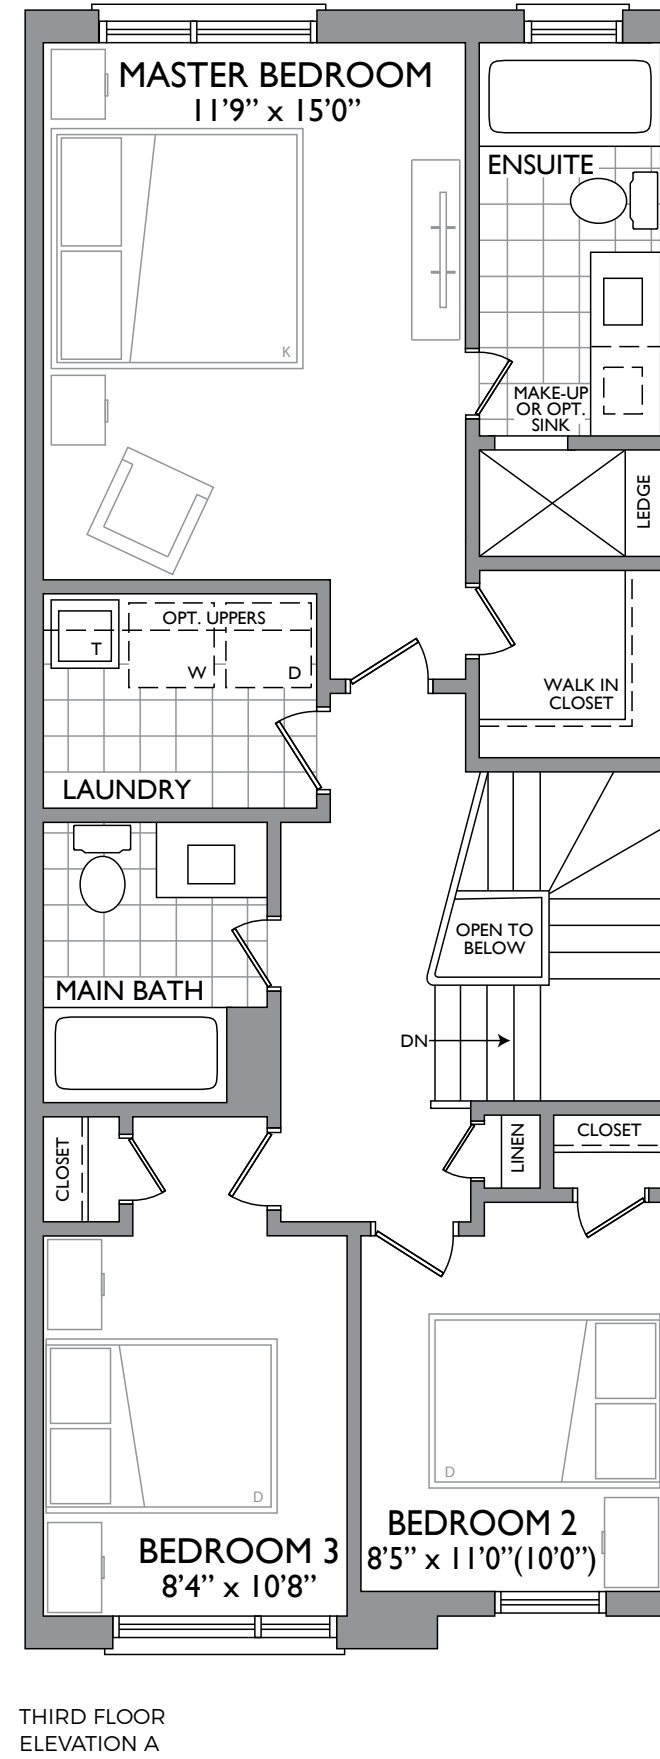 MASTER BEDROOM
11'9" x 15'0"
ENSUITE
K
MAKE-UP
OR OPT.
SINK
LEDGE
OPT. UPPERS
T
W
D
WALK IN
CLOSET
LAUNDRY
OPEN TO
BELOW
MAIN BATH
DN
CLOSET
LINEN
CLOSET
D
D
BEDROOM 2
8'5" x 11'0"(10'0")
BEDROOM 3
8'4" x 10'8"
THIRD FLOOR
ELEVATION A